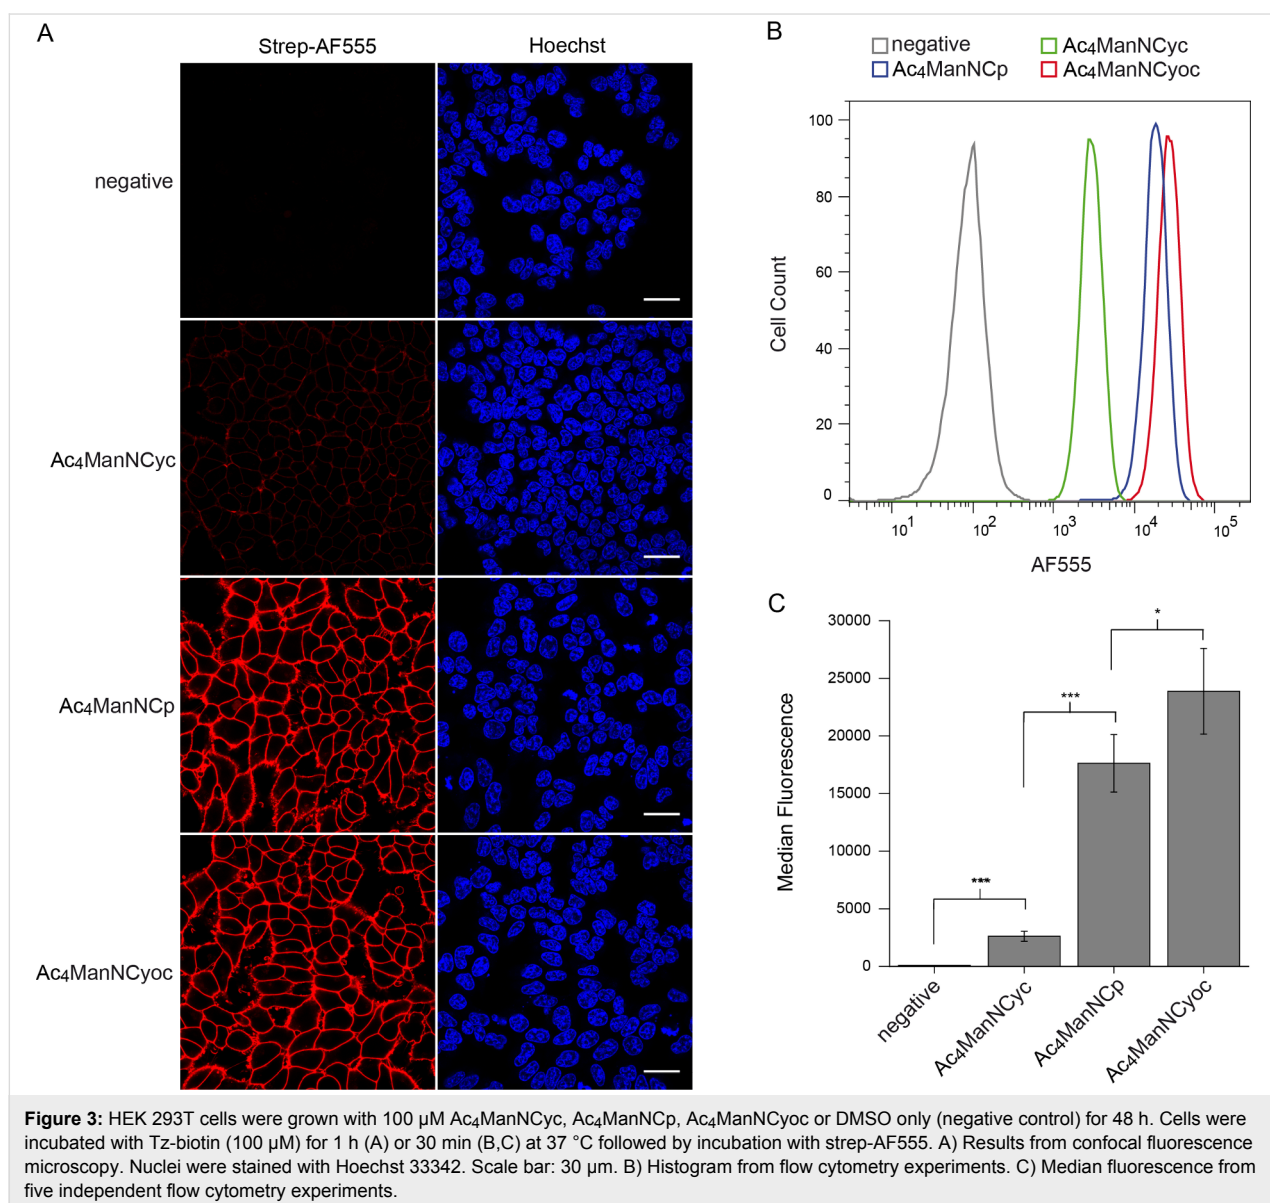 A
Strep-AF555 Hoechst
negative
Ac4ManNCyc
Ac4ManNCp
Ac4ManNCyoc
B
negative Ac4ManNCyc
Ac4ManNCp Ac4ManNCyoc
100
80
60
40
20
0
10^1 10^2 10^3 10^4 10^5
Cell Count
AF555
C
*
***
***
30000
25000
20000
15000
10000
5000
0
Median Fluorescence
negative
Ac4ManNCyc
Ac4ManNCp
Ac4ManNCyoc
Figure 3: HEK 293T cells were grown with 100 µM Ac4ManNCyc, Ac4ManNCp, Ac4ManNCyoc or DMSO only (negative control) for 48 h. Cells were
incubated with Tz-biotin (100 µM) for 1 h (A) or 30 min (B,C) at 37 °C followed by incubation with strep-AF555. A) Results from confocal fluorescence
microscopy. Nuclei were stained with Hoechst 33342. Scale bar: 30 µm. B) Histogram from flow cytometry experiments. C) Median fluorescence from
five independent flow cytometry experiments.